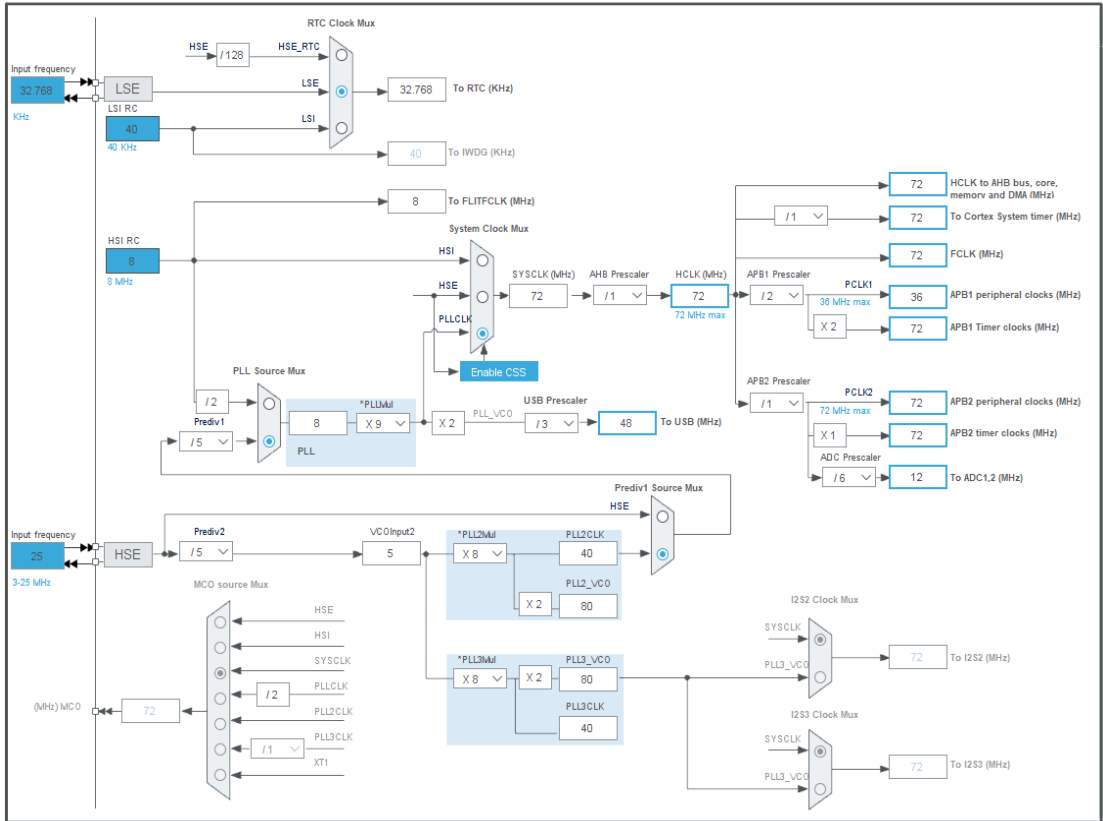 RTC Clock Mux
HSE
/ 128
HSE_RTC
Input frequency
32.768
KHz
LSE
LSE
32.768
To RTC (KHz)
LSI RC
40
40 KHz
LSI
40
To IWDG (KHz)
8
To FLITFCLK (MHz)
System Clock Mux
HSI RC
8
8 MHz
HSI
HSE
PLLCLK
SYSCLK (MHz)
72
AHB Prescaler
/ 1
HCLK (MHz)
72
72 MHz max
Enable CSS
72
HCLK to AHB bus, core,
memory and DMA (MHz)
/ 1
72
To Cortex System timer (MHz)
72
FCLK (MHz)
APB1 Prescaler
/ 2
PCLK1
36 MHz max
36
APB1 peripheral clocks (MHz)
X 2
72
APB1 Timer clocks (MHz)
APB2 Prescaler
/ 1
PCLK2
72 MHz max
72
APB2 peripheral clocks (MHz)
X 1
72
APB2 timer clocks (MHz)
ADC Prescaler
/ 6
12
To ADC1,2 (MHz)
PLL Source Mux
/ 2
Prediv1
/ 5
8
*PLLMul
X 9
PLL
X 2
PLL_VCO
USB Prescaler
/ 3
48
To USB (MHz)
Prediv1 Source Mux
HSE
Input frequency
25
3-25 MHz
HSE
Prediv2
/ 5
VCOInput2
5
*PLL2Mul
X 8
PLL2CLK
40
X 2
PLL2_VCO
80
*PLL3Mul
X 8
X 2
PLL3_VCO
80
PLL3CLK
40
MCO source Mux
HSE
HSI
SYSCLK
PLLCLK
/ 2
PLL2CLK
PLL3CLK
/ 1
XT1
(MHz) MCO
72
I2S2 Clock Mux
SYSCLK
PLL3_VCO
72
To I2S2 (MHz)
I2S3 Clock Mux
SYSCLK
PLL3_VCO
72
To I2S3 (MHz)